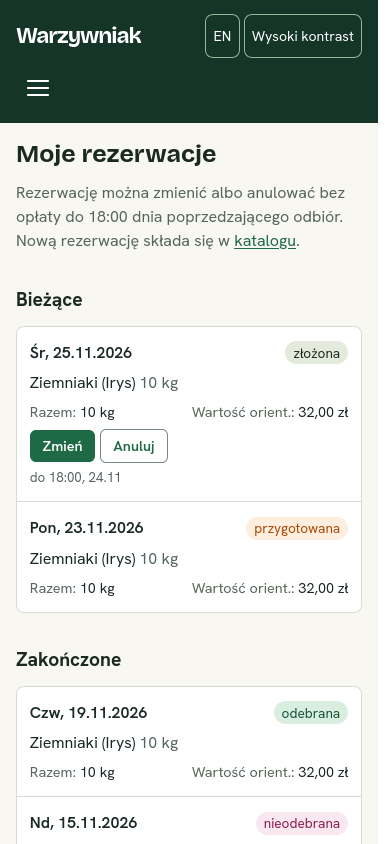 Warzywniak
EN
Wysoki kontrast
Moje rezerwacje
Rezerwację można zmienić albo anulować bez
opłaty do 18:00 dnia poprzedzającego odbiór.
Nową rezerwację składa się w katalogu.
Bieżące
Śr, 25.11.2026 złożona
Ziemniaki (Irys) 10 kg
Razem: 10 kg Wartość orient.: 32,00 zł
Zmień Anuluj
do 18:00, 24.11
Pon, 23.11.2026 przygotowana
Ziemniaki (Irys) 10 kg
Razem: 10 kg Wartość orient.: 32,00 zł
Zakończone
Czw, 19.11.2026 odebrana
Ziemniaki (Irys) 10 kg
Razem: 10 kg Wartość orient.: 32,00 zł
Nd, 15.11.2026 nieodebrana